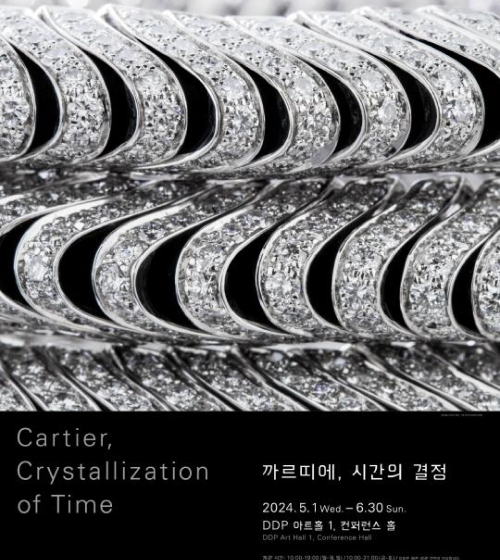 Cartier,
Crystallization
of Time
까르띠에, 시간의 결정
2024. 5. 1 Wed. – 6.30 Sun.
DDP 아트홀 1, 컨퍼런스 홀
DDP Art Hall 1, Conference Hall